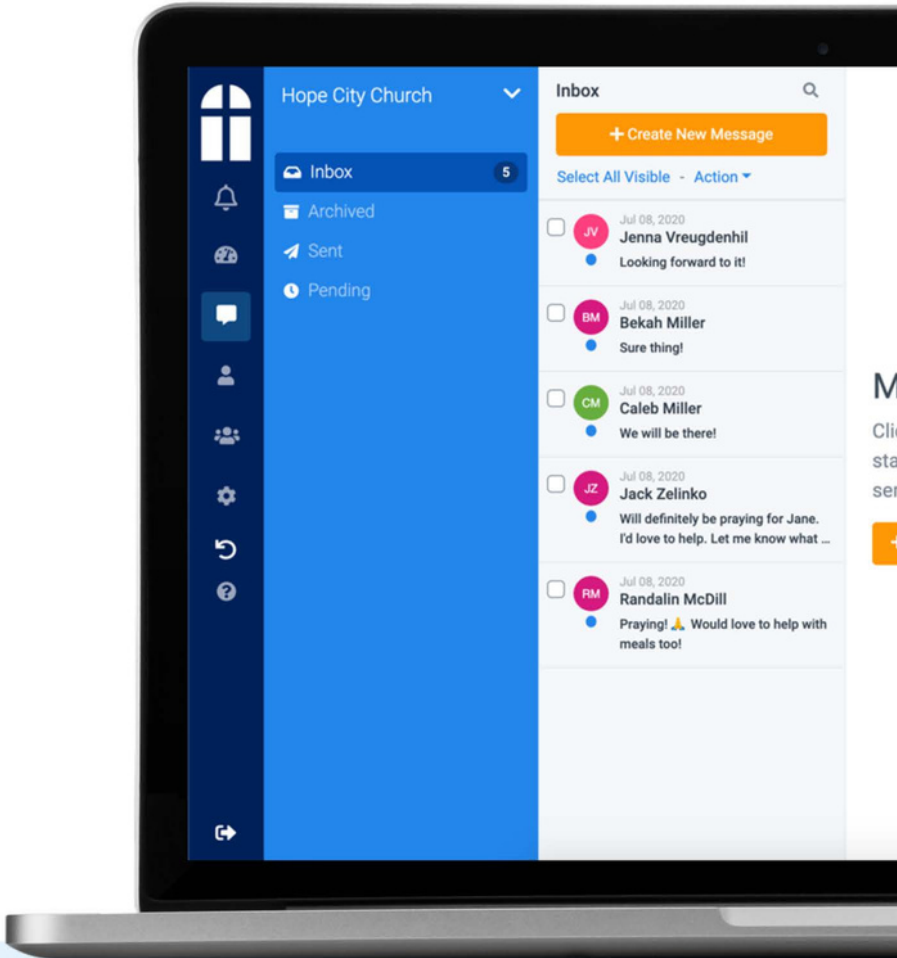 Hope City Church
Inbox
5
Archived
Sent
Pending
Inbox
+ Create New Message
Select All Visible - Action
JV
Jul 08, 2020
Jenna Vreugdenhil
Looking forward to it!
BM
Jul 08, 2020
Bekah Miller
Sure thing!
CM
Jul 08, 2020
Caleb Miller
We will be there!
JZ
Jul 08, 2020
Jack Zelinko
Will definitely be praying for Jane.
I'd love to help. Let me know what ...
RM
Jul 08, 2020
Randalin McDill
Praying! 🙏 Would love to help with
meals too!